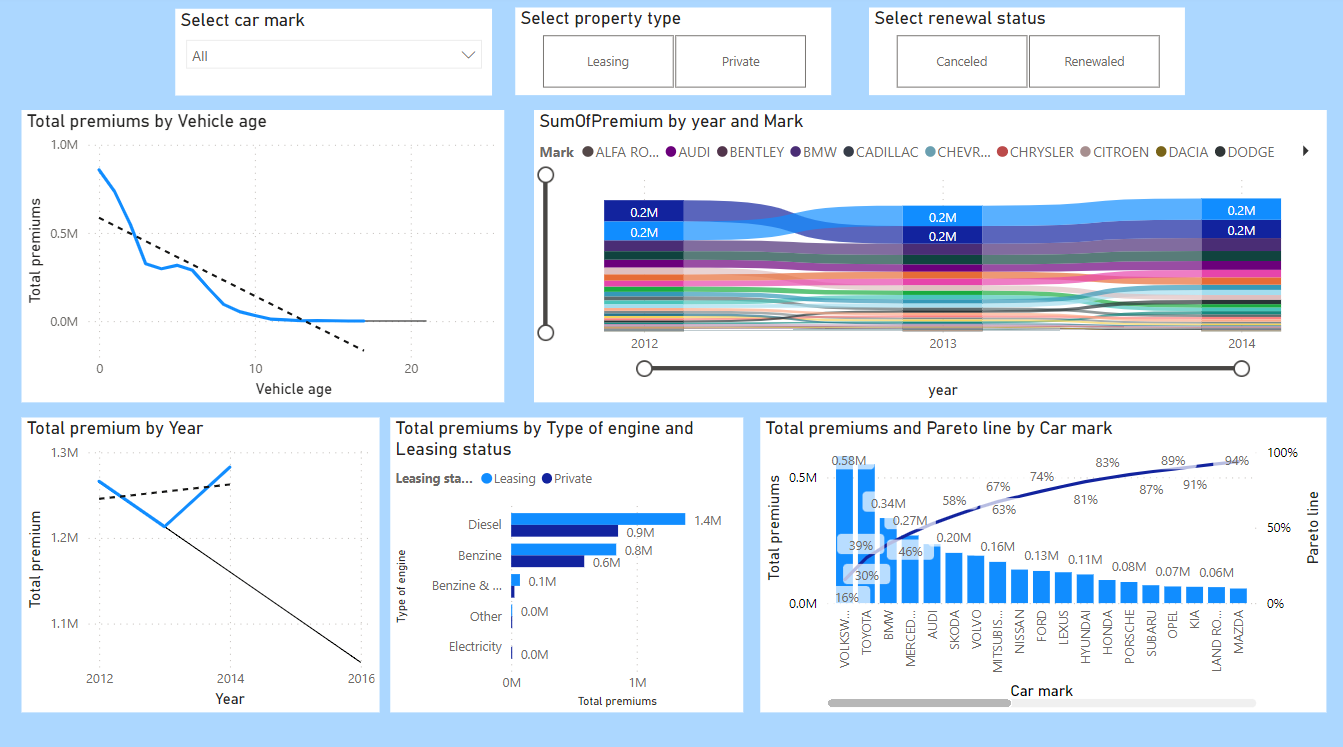 Select car mark
All
Select property type
Leasing
Private
Select renewal status
Canceled
Renewaled
Total premiums by Vehicle age
1.0M
0.5M
0.0M
Total premiums
0
10
20
Vehicle age
SumOfPremium by year and Mark
Mark
ALFA RO...
AUDI
BENTLEY
BMW
CADILLAC
CHEVR...
CHRYSLER
CITROEN
DACIA
DODGE
0.2M
0.2M
0.2M
0.2M
0.2M
0.2M
2012
2013
2014
year
Total premium by Year
1.3M
1.2M
1.1M
Total premium
2012
2014
2016
Year
Total premiums by Type of engine and
Leasing status
Leasing sta...
Leasing
Private
Type of engine
Diesel
1.4M
0.9M
Benzine
0.8M
0.6M
Benzine & ...
0.1M
Other
0.0M
Electricity
0.0M
0M
1M
Total premiums
Total premiums and Pareto line by Car mark
Total premiums
0.5M
0.0M
0.58M
0.34M
0.27M
0.20M
0.16M
0.13M
0.11M
0.08M
0.07M
0.06M
16%
30%
39%
46%
58%
63%
67%
74%
81%
83%
87%
89%
91%
94%
100%
50%
0%
Pareto line
VOLKSW...
TOYOTA
BMW
MERCED...
AUDI
SKODA
VOLVO
MITSUBIS...
NISSAN
FORD
LEXUS
HYUNDAI
HONDA
PORSCHE
SUBARU
OPEL
KIA
LAND RO...
MAZDA
Car mark